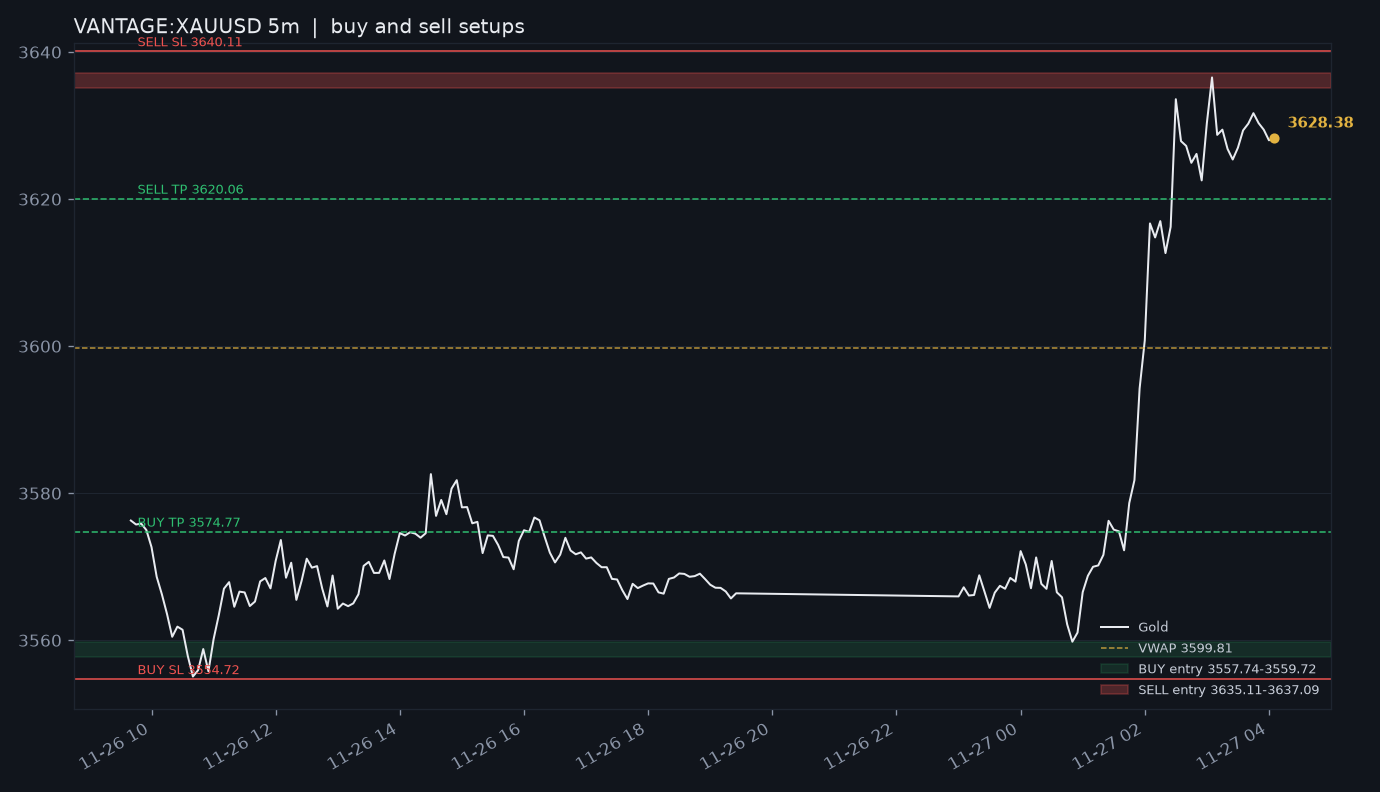 VANTAGE:XAUUSD 5m | buy and sell setups
SELL SL 3640.11
3640
3628.38
SELL TP 3620.06
3620
3600
3580
BUY TP 3574.77
3560
BUY SL 3554.72
Gold
VWAP 3599.81
BUY entry 3557.74-3559.72
SELL entry 3635.11-3637.09
11-26 10
11-26 12
11-26 14
11-26 16
11-26 18
11-26 20
11-26 22
11-27 00
11-27 02
11-27 04